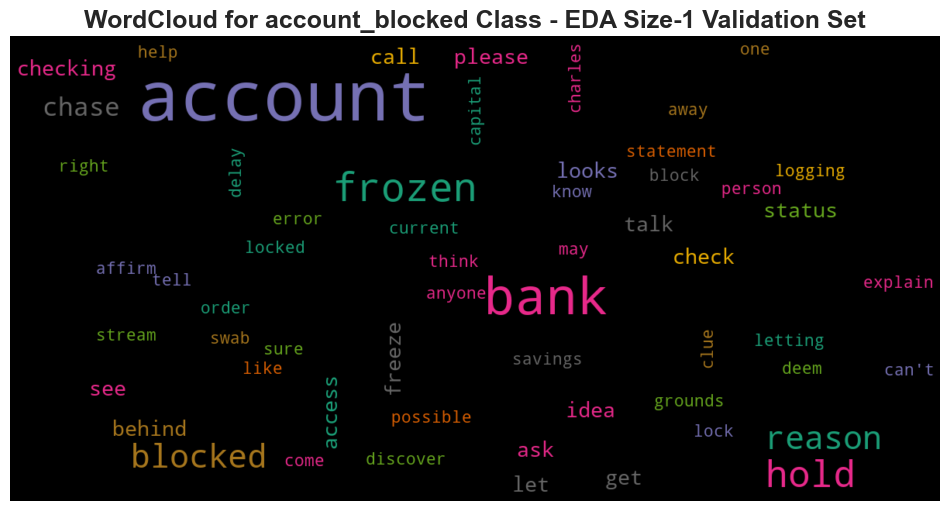 WordCloud for account_blocked Class - EDA Size-1 Validation Set
help
call
please
one
checking
account
chase
capital
charles
away
right
delay
frozen
looks
know
statement
block
person
logging
status
error
current
talk
locked
think
may
check
affirm
tell
anyone
bank
explain
order
stream
swab
sure
like
freeze
savings
clue
letting
deem
can't
see
access
possible
idea
grounds
behind
lock
reason
blocked
come
discover
ask
let
get
hold